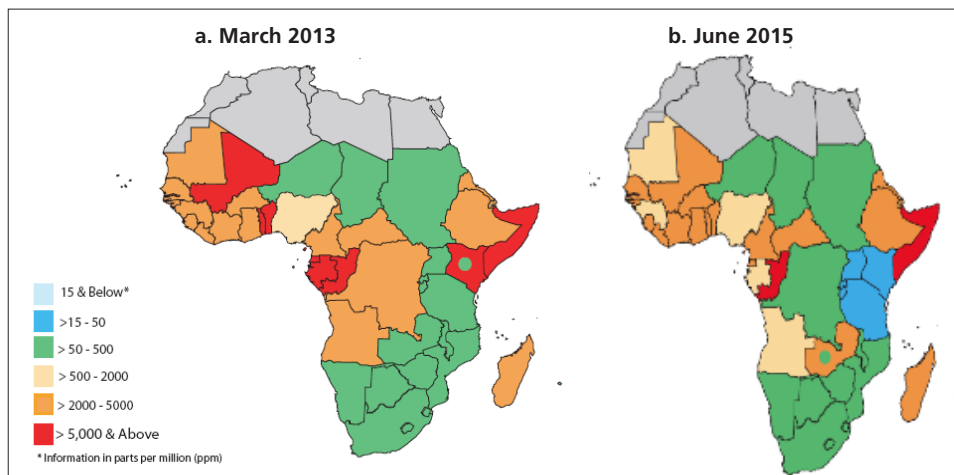 a. March 2013
b. June 2015
15 & Below*
>15 - 50
> 50 - 500
> 500 - 2000
> 2000 - 5000
> 5,000 & Above
* Information in parts per million (ppm)